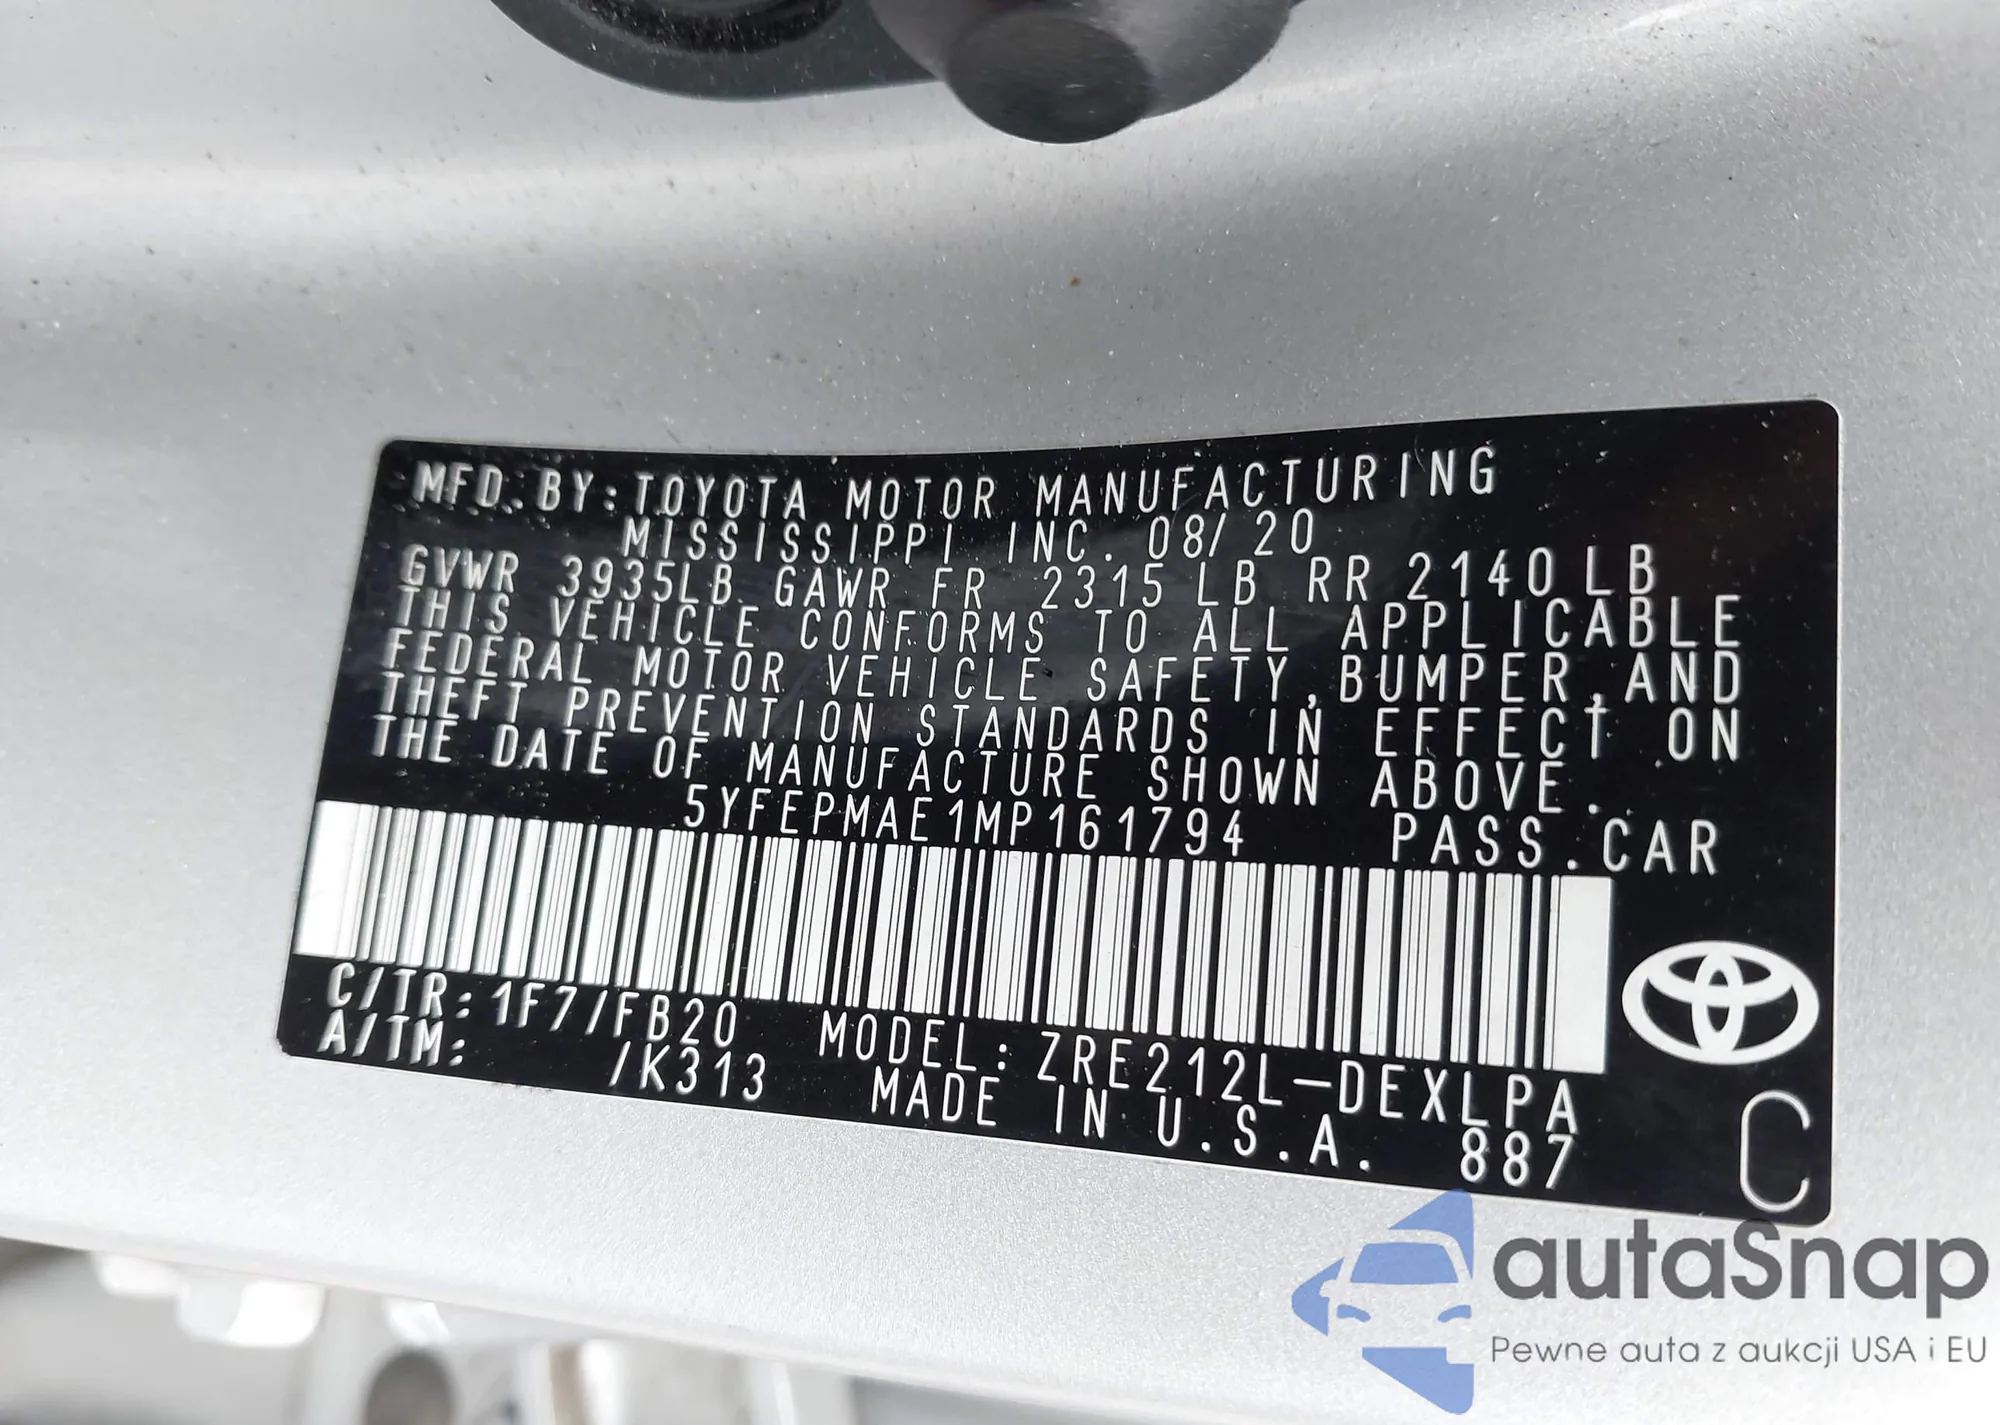 MFD. BY: TOYOTA MOTOR MANUFACTURING
MISSISSIPPI INC. 08/20
GVWR 3935LB GAWR FR 2315 LB RR 2140 LB
THIS VEHICLE CONFORMS TO ALL APPLICABLE
FEDERAL MOTOR VEHICLE SAFETY, BUMPER, AND
THEFT PREVENTION STANDARDS IN EFFECT ON
THE DATE OF MANUFACTURE SHOWN ABOVE.
5YFEPMAE1MP161794 PASS. CAR
C/TR: 1F7/FB20 MODEL: ZRE212L-DEXLPA
A/TM: /K313 MADE IN U.S.A. 887
C
autaSnap
Pewne auta z aukcji USA i EU